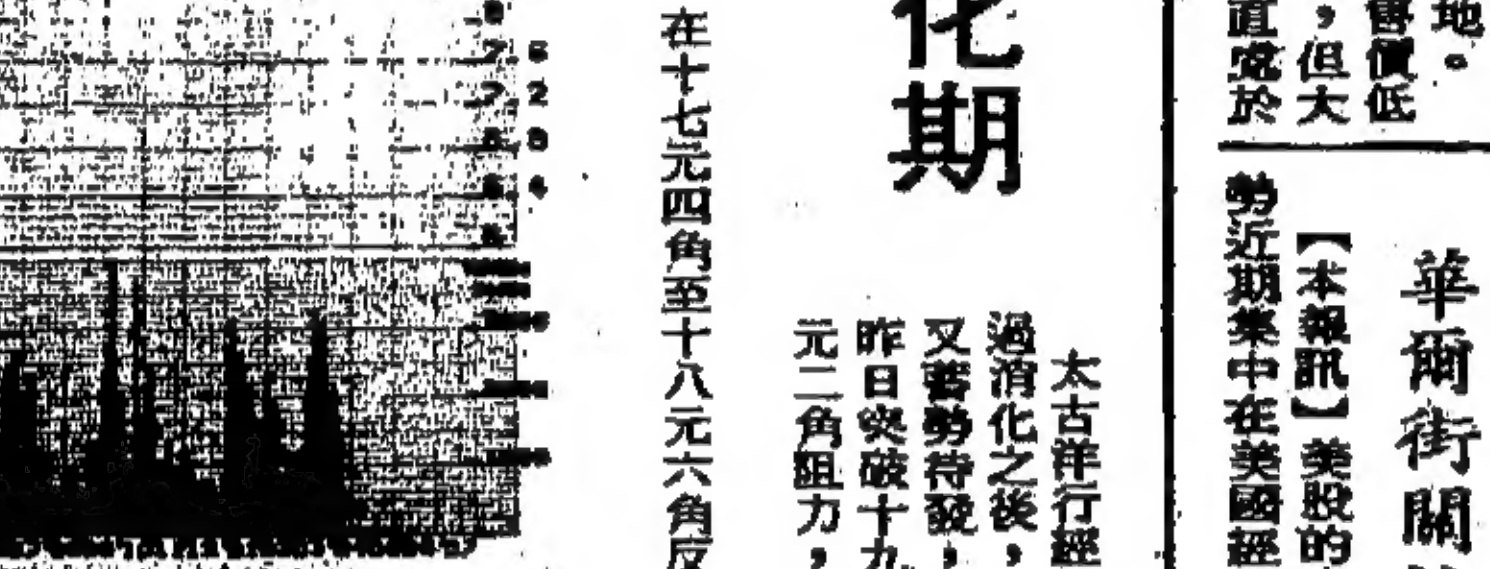 地。
售價低
，但大
直處於
華爾街關
【本報訊】美股的
勢近期集中在美國經
化期
太古洋行經
過消化之後，
又蓄勢待發，
昨日突破十九
元二角阻力，
在十七元四角至十八元六角反